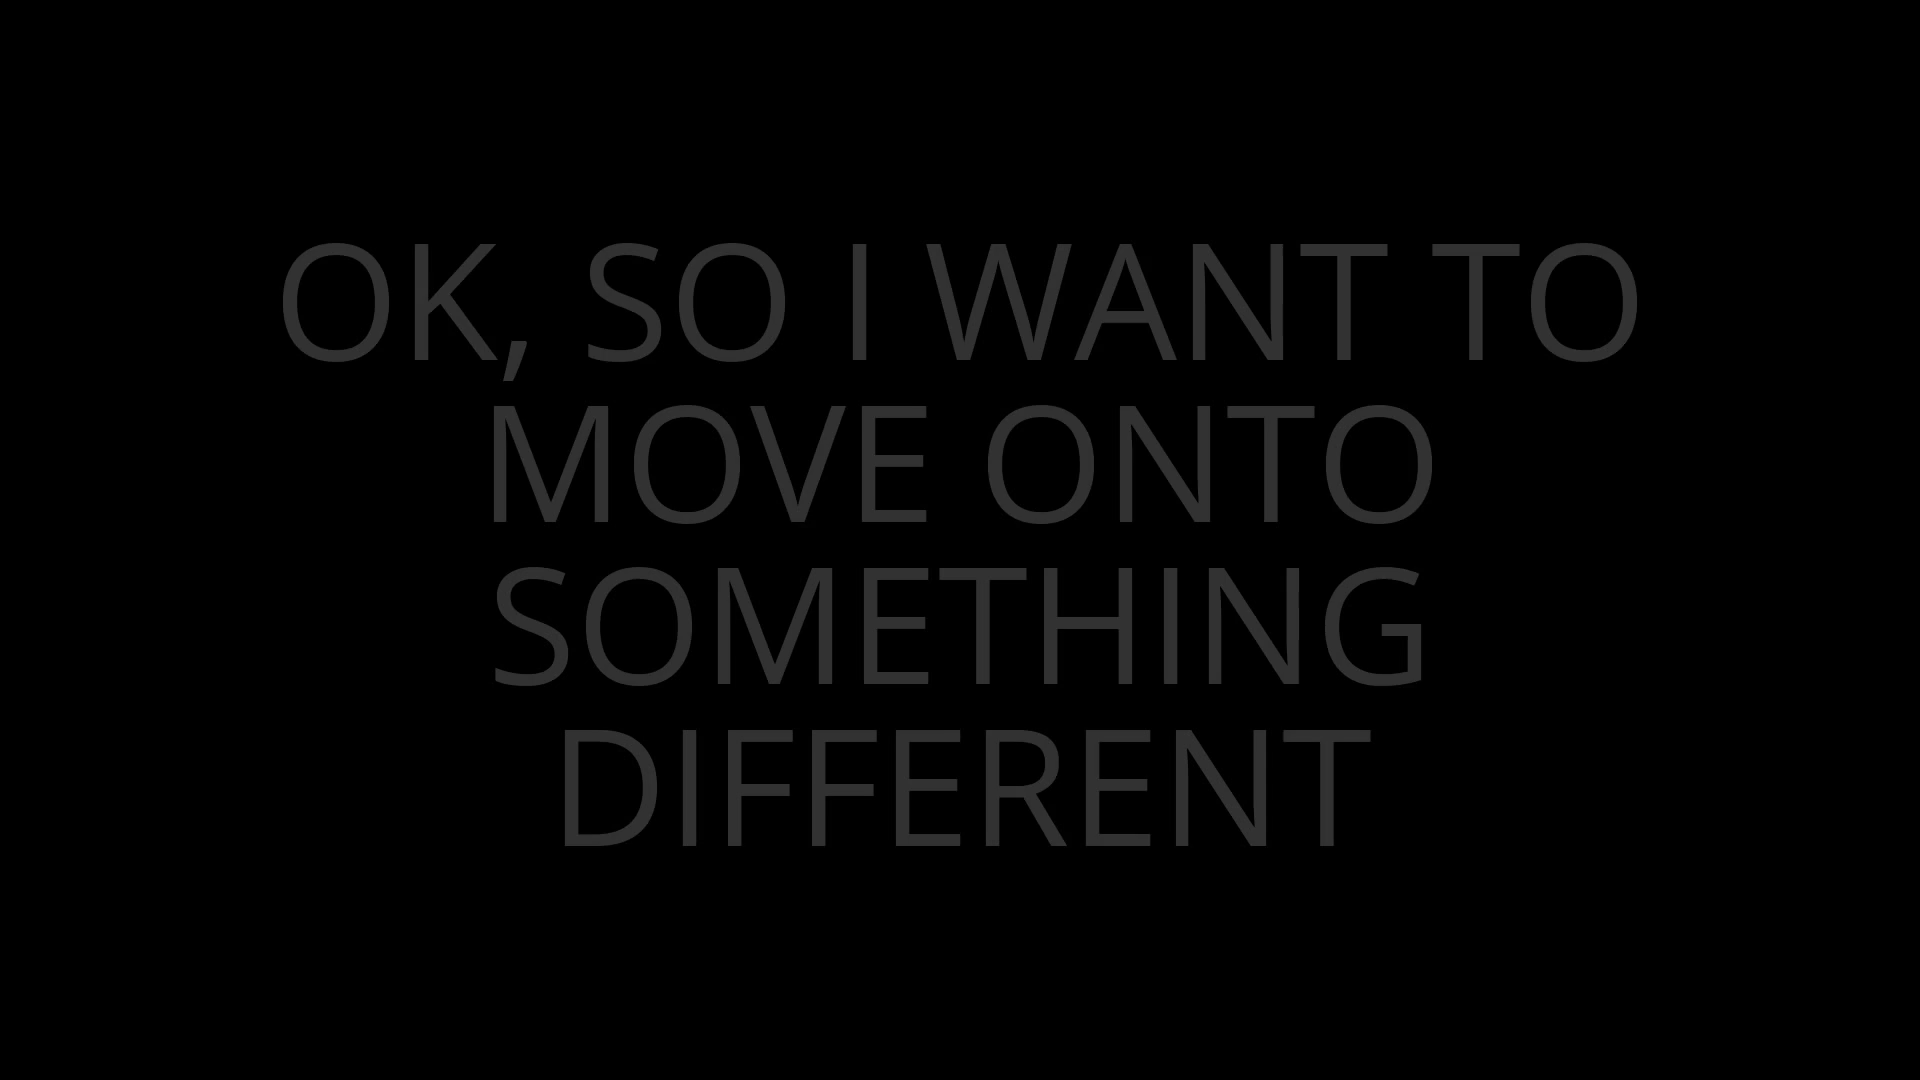 OK, SO I WANT TO
MOVE ONTO
SOMETHING
DIFFERENT